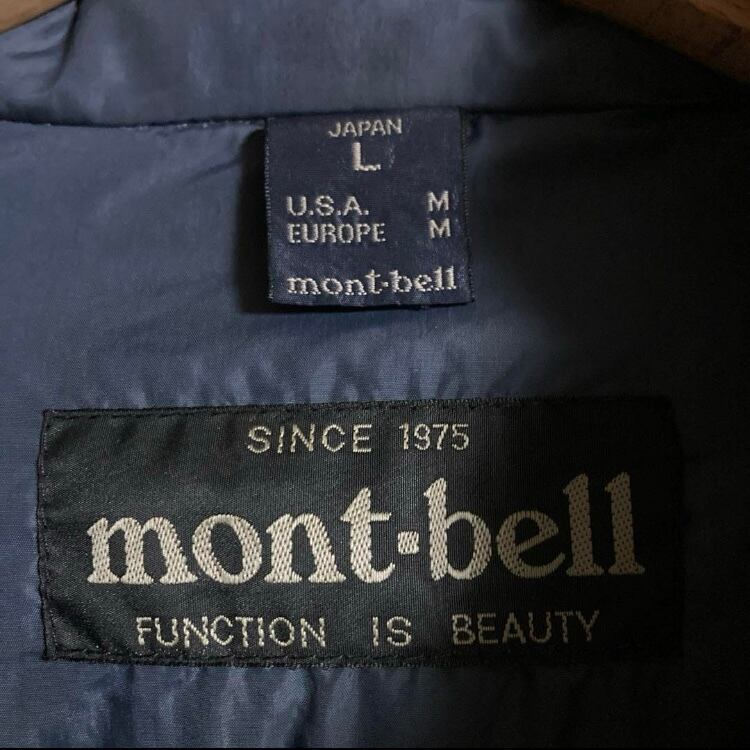 JAPAN
L
U.S.A. M
EUROPE M
mont-bell
SINCE 1975
mont-bell
FUNCTION IS BEAUTY